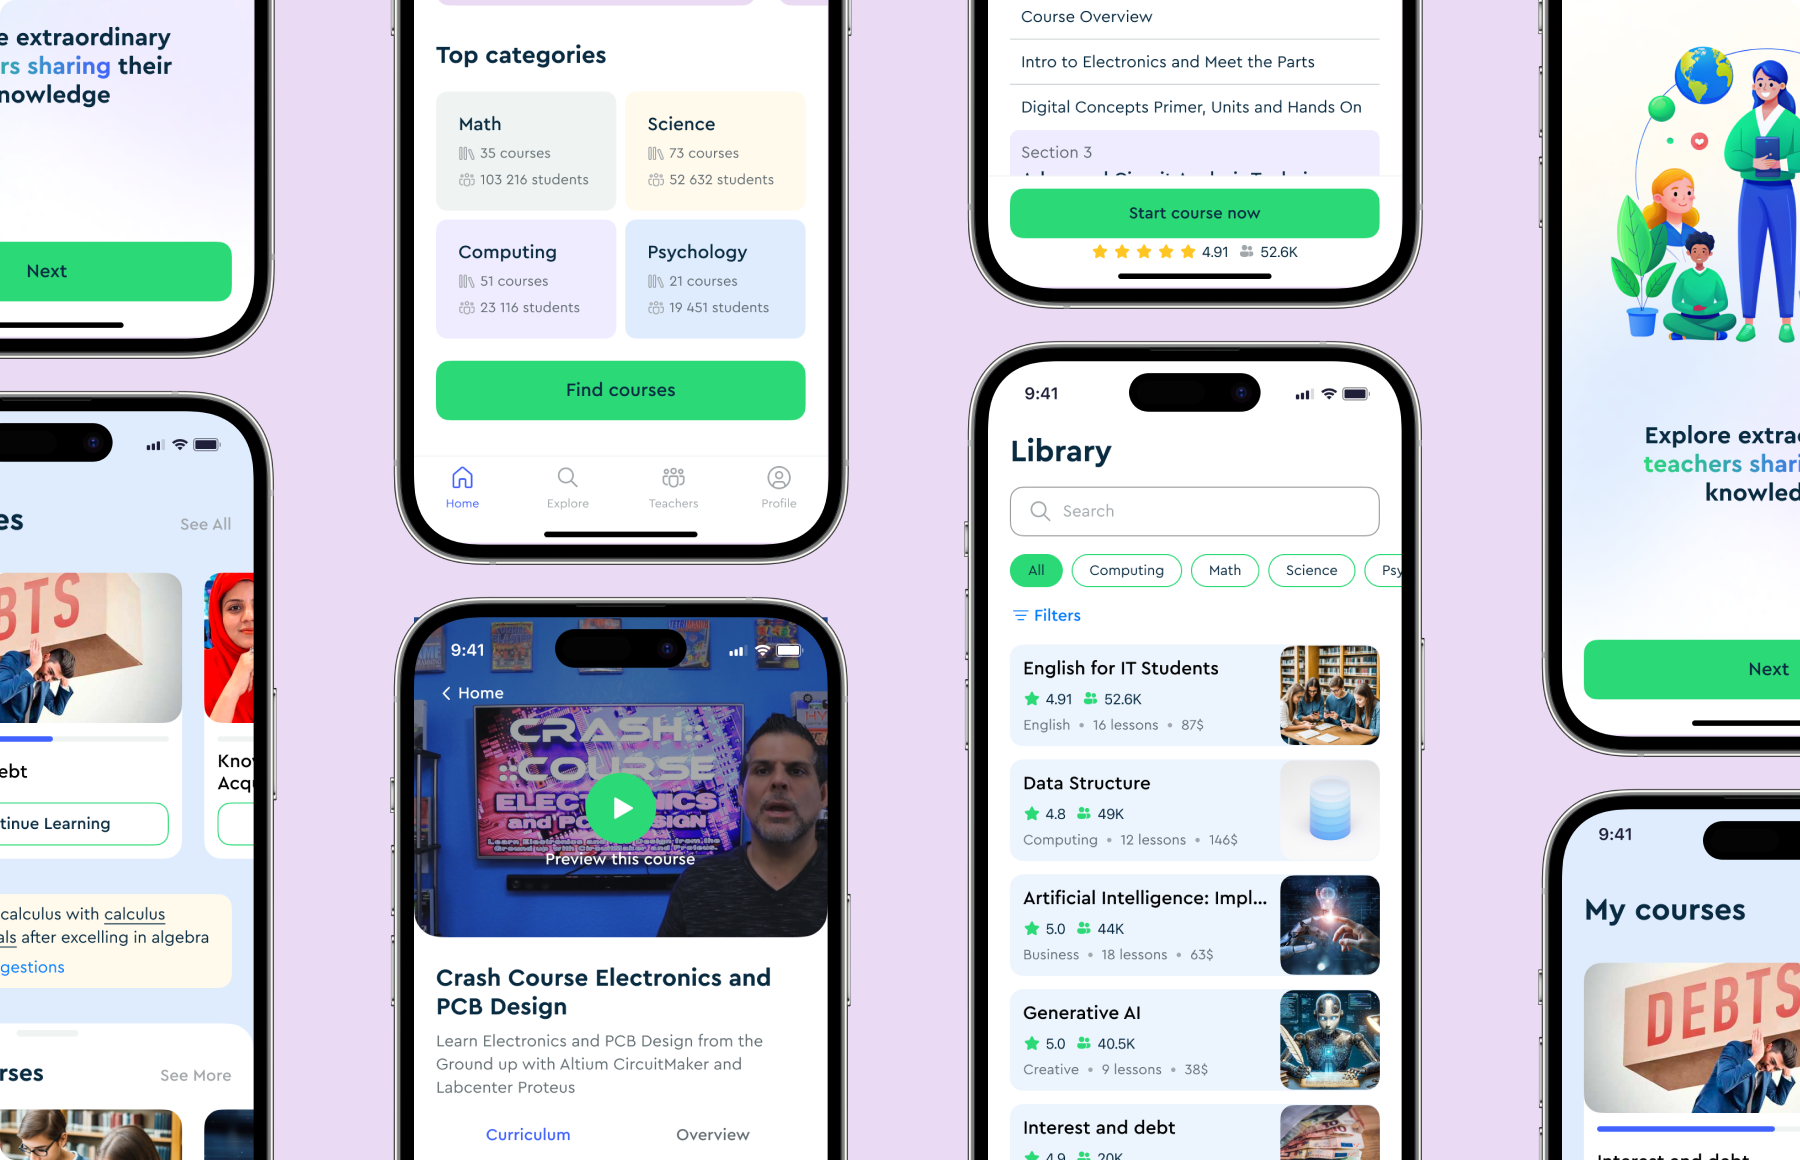 e extraordinary
rs sharing their
nowledge
Next
es
See All
BTS
ebt
Kno
Acq
tinue Learning
calculus with calculus
als after excelling in algebra
gestions
rses
See More
Top categories
Math
35 courses
103 216 students
Science
73 courses
52 632 students
Computing
51 courses
23 116 students
Psychology
21 courses
19 451 students
Find courses
Home
Explore
Teachers
Profile
9:41
Home
CRASH
COURSE
ELEC ICS
and PC SIGN
Preview this course
Crash Course Electronics and
PCB Design
Learn Electronics and PCB Design from the
Ground up with Altium CircuitMaker and
Labcenter Proteus
Curriculum
Overview
Course Overview
Intro to Electronics and Meet the Parts
Digital Concepts Primer, Units and Hands On
Section 3
Start course now
4.91
52.6K
9:41
Library
Search
All
Computing
Math
Science
Psy
Filters
English for IT Students
4.91
52.6K
English • 16 lessons • 87$
Data Structure
4.8
49K
Computing • 12 lessons • 146$
Artificial Intelligence: Impl...
5.0
44K
Business • 18 lessons • 63$
Generative AI
5.0
40.5K
Creative • 9 lessons • 38$
Interest and debt
4.9
20K
Explore extra
teachers shari
knowled
Next
9:41
My courses
DEBTS
Interest and debt